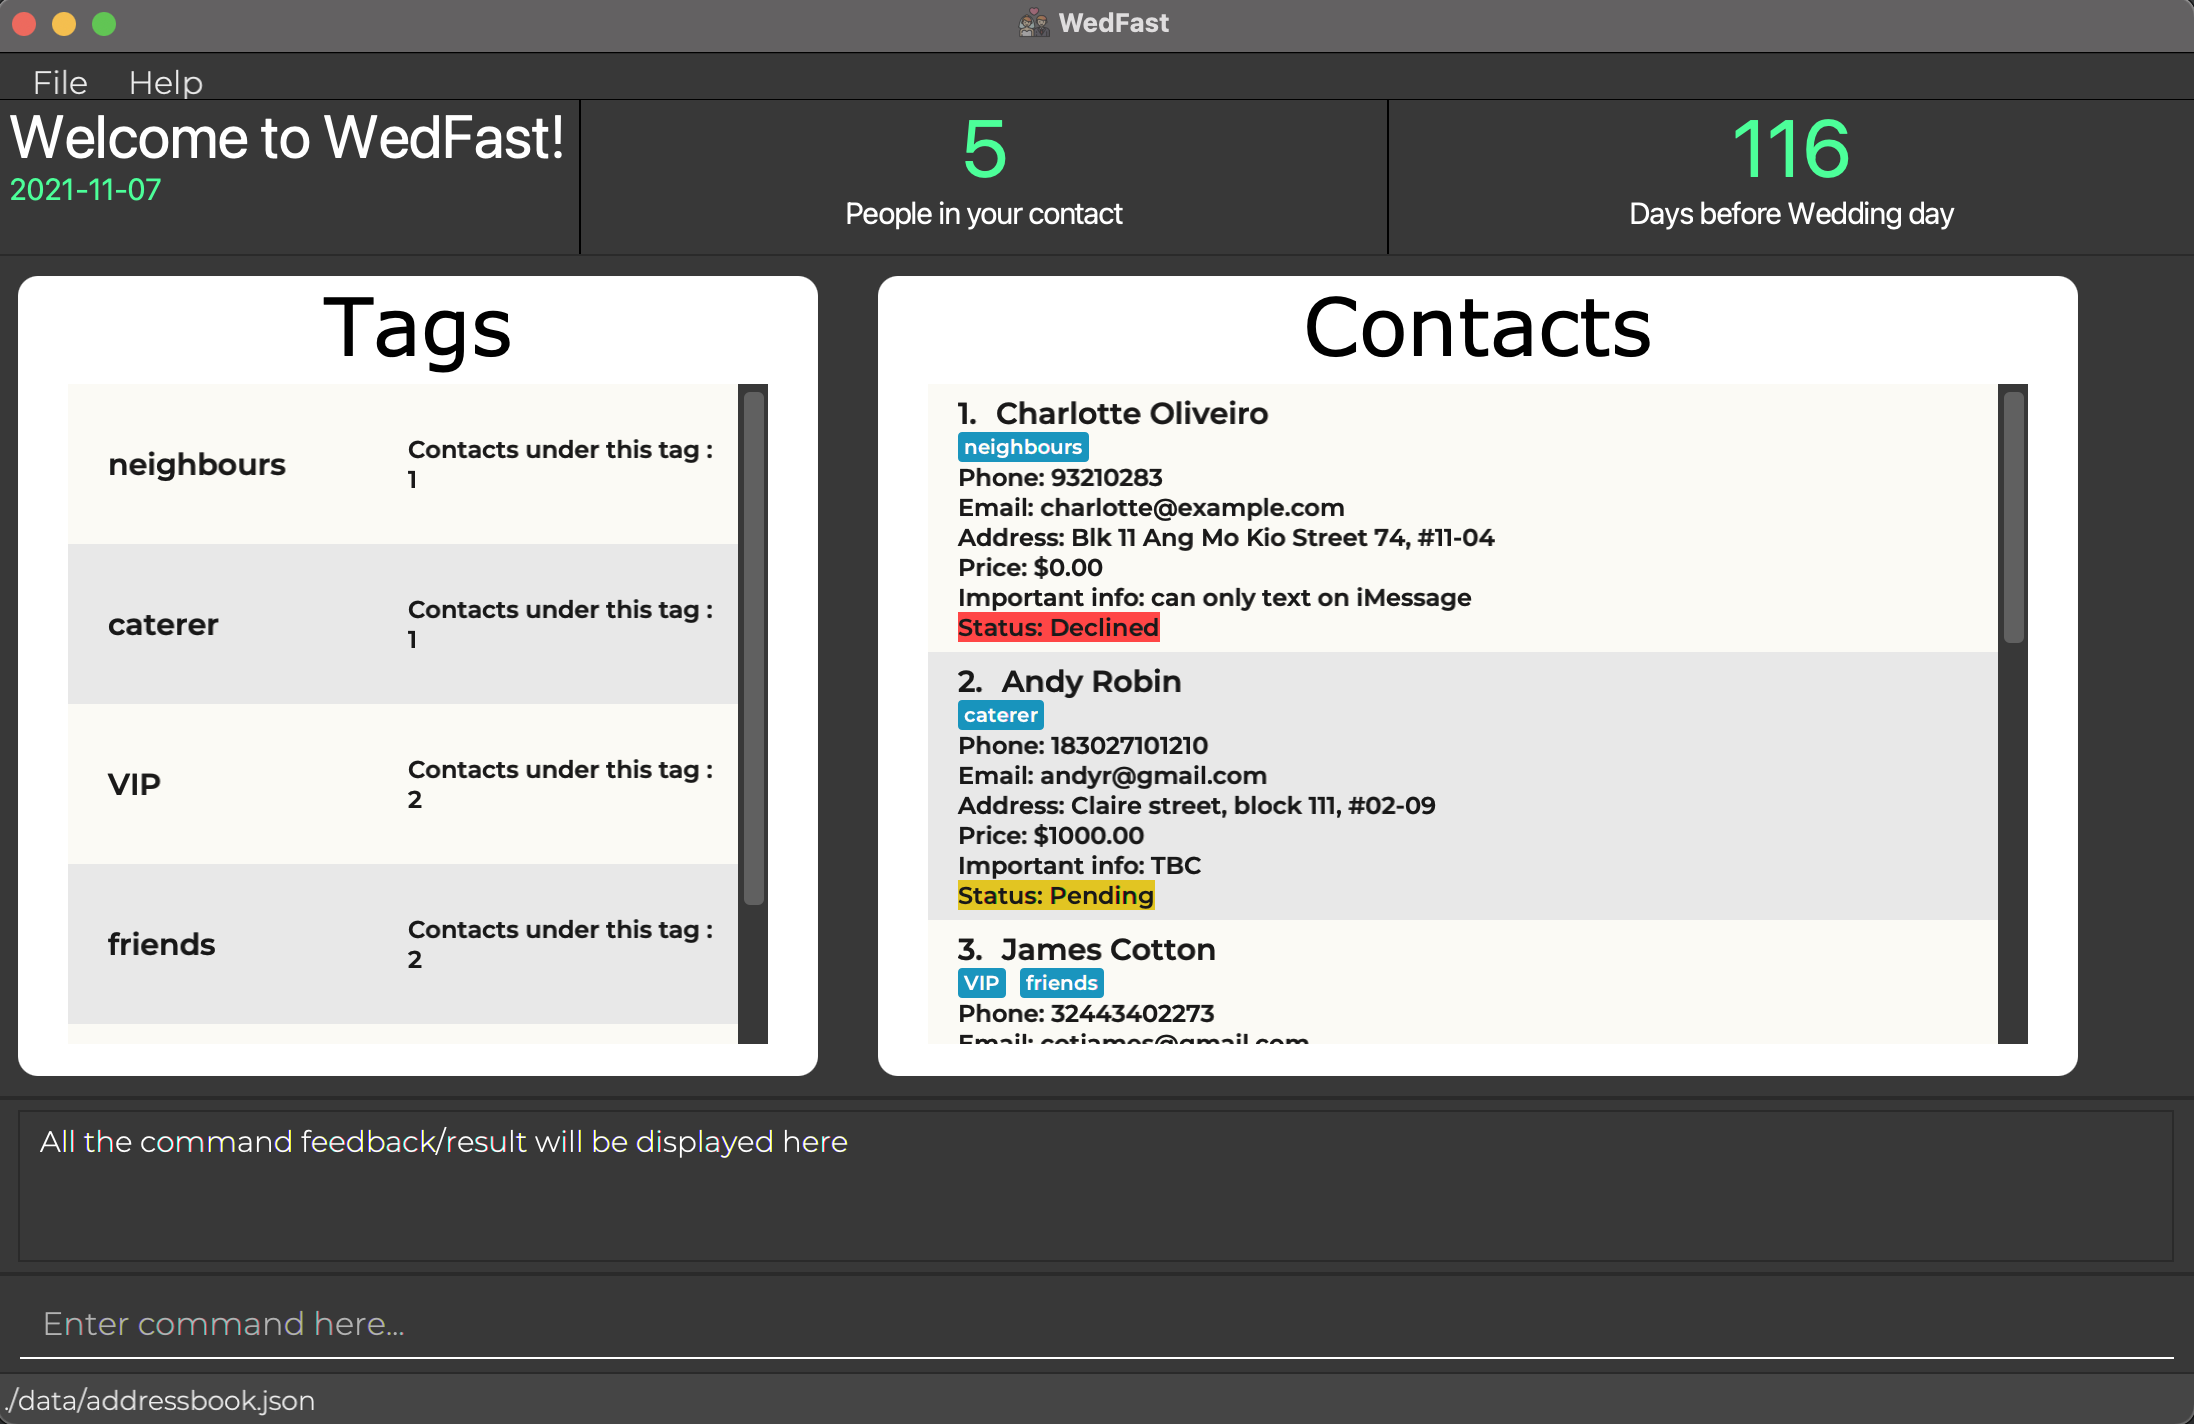 WedFast
File Help
Welcome to WedFast!
2021-11-07
5
People in your contact
116
Days before Wedding day
Tags
neighbours
Contacts under this tag :
1
caterer
Contacts under this tag :
1
VIP
Contacts under this tag :
2
friends
Contacts under this tag :
2
Contacts
1. Charlotte Oliveiro
neighbours
Phone: 93210283
Email: charlotte@example.com
Address: Blk 11 Ang Mo Kio Street 74, #11-04
Price: $0.00
Important info: can only text on iMessage
Status: Declined
2. Andy Robin
caterer
Phone: 183027101210
Email: andyr@gmail.com
Address: Claire street, block 111, #02-09
Price: $1000.00
Important info: TBC
Status: Pending
3. James Cotton
VIP friends
Phone: 32443402273
Email: cotjames@gmail.com
All the command feedback/result will be displayed here
Enter command here...
./data/addressbook.json